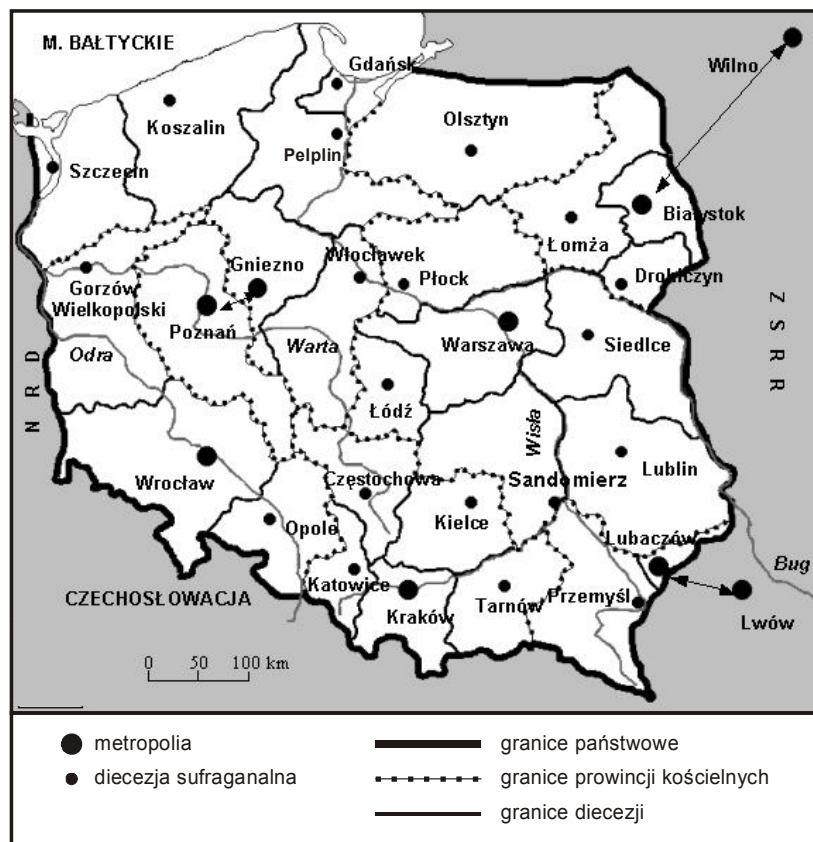 M. BAŁTYCKIE
Gdańsk
Wilno
Koszalin
Olsztyn
Pelplin
Szczecin
Białystok
Łomża
Włocławek
Gniezno
Płock
Drohiczyn
Gorzów
Wielkopolski
Poznań
Warta
Warszawa
Siedlce
Odra
Z S R R
N R D
Łódź
Wisła
Wrocław
Częstochowa
Sandomierz
Lublin
Opole
Kielce
Lubaczów
Katowice
Bug
CZECHOSŁOWACJA
Kraków
Tarnów
Przemyśl
Lwów
0 50 100 km
metropolia
granice państwowe
diecezja sufraganalna
granice prowincji kościelnych
granice diecezji